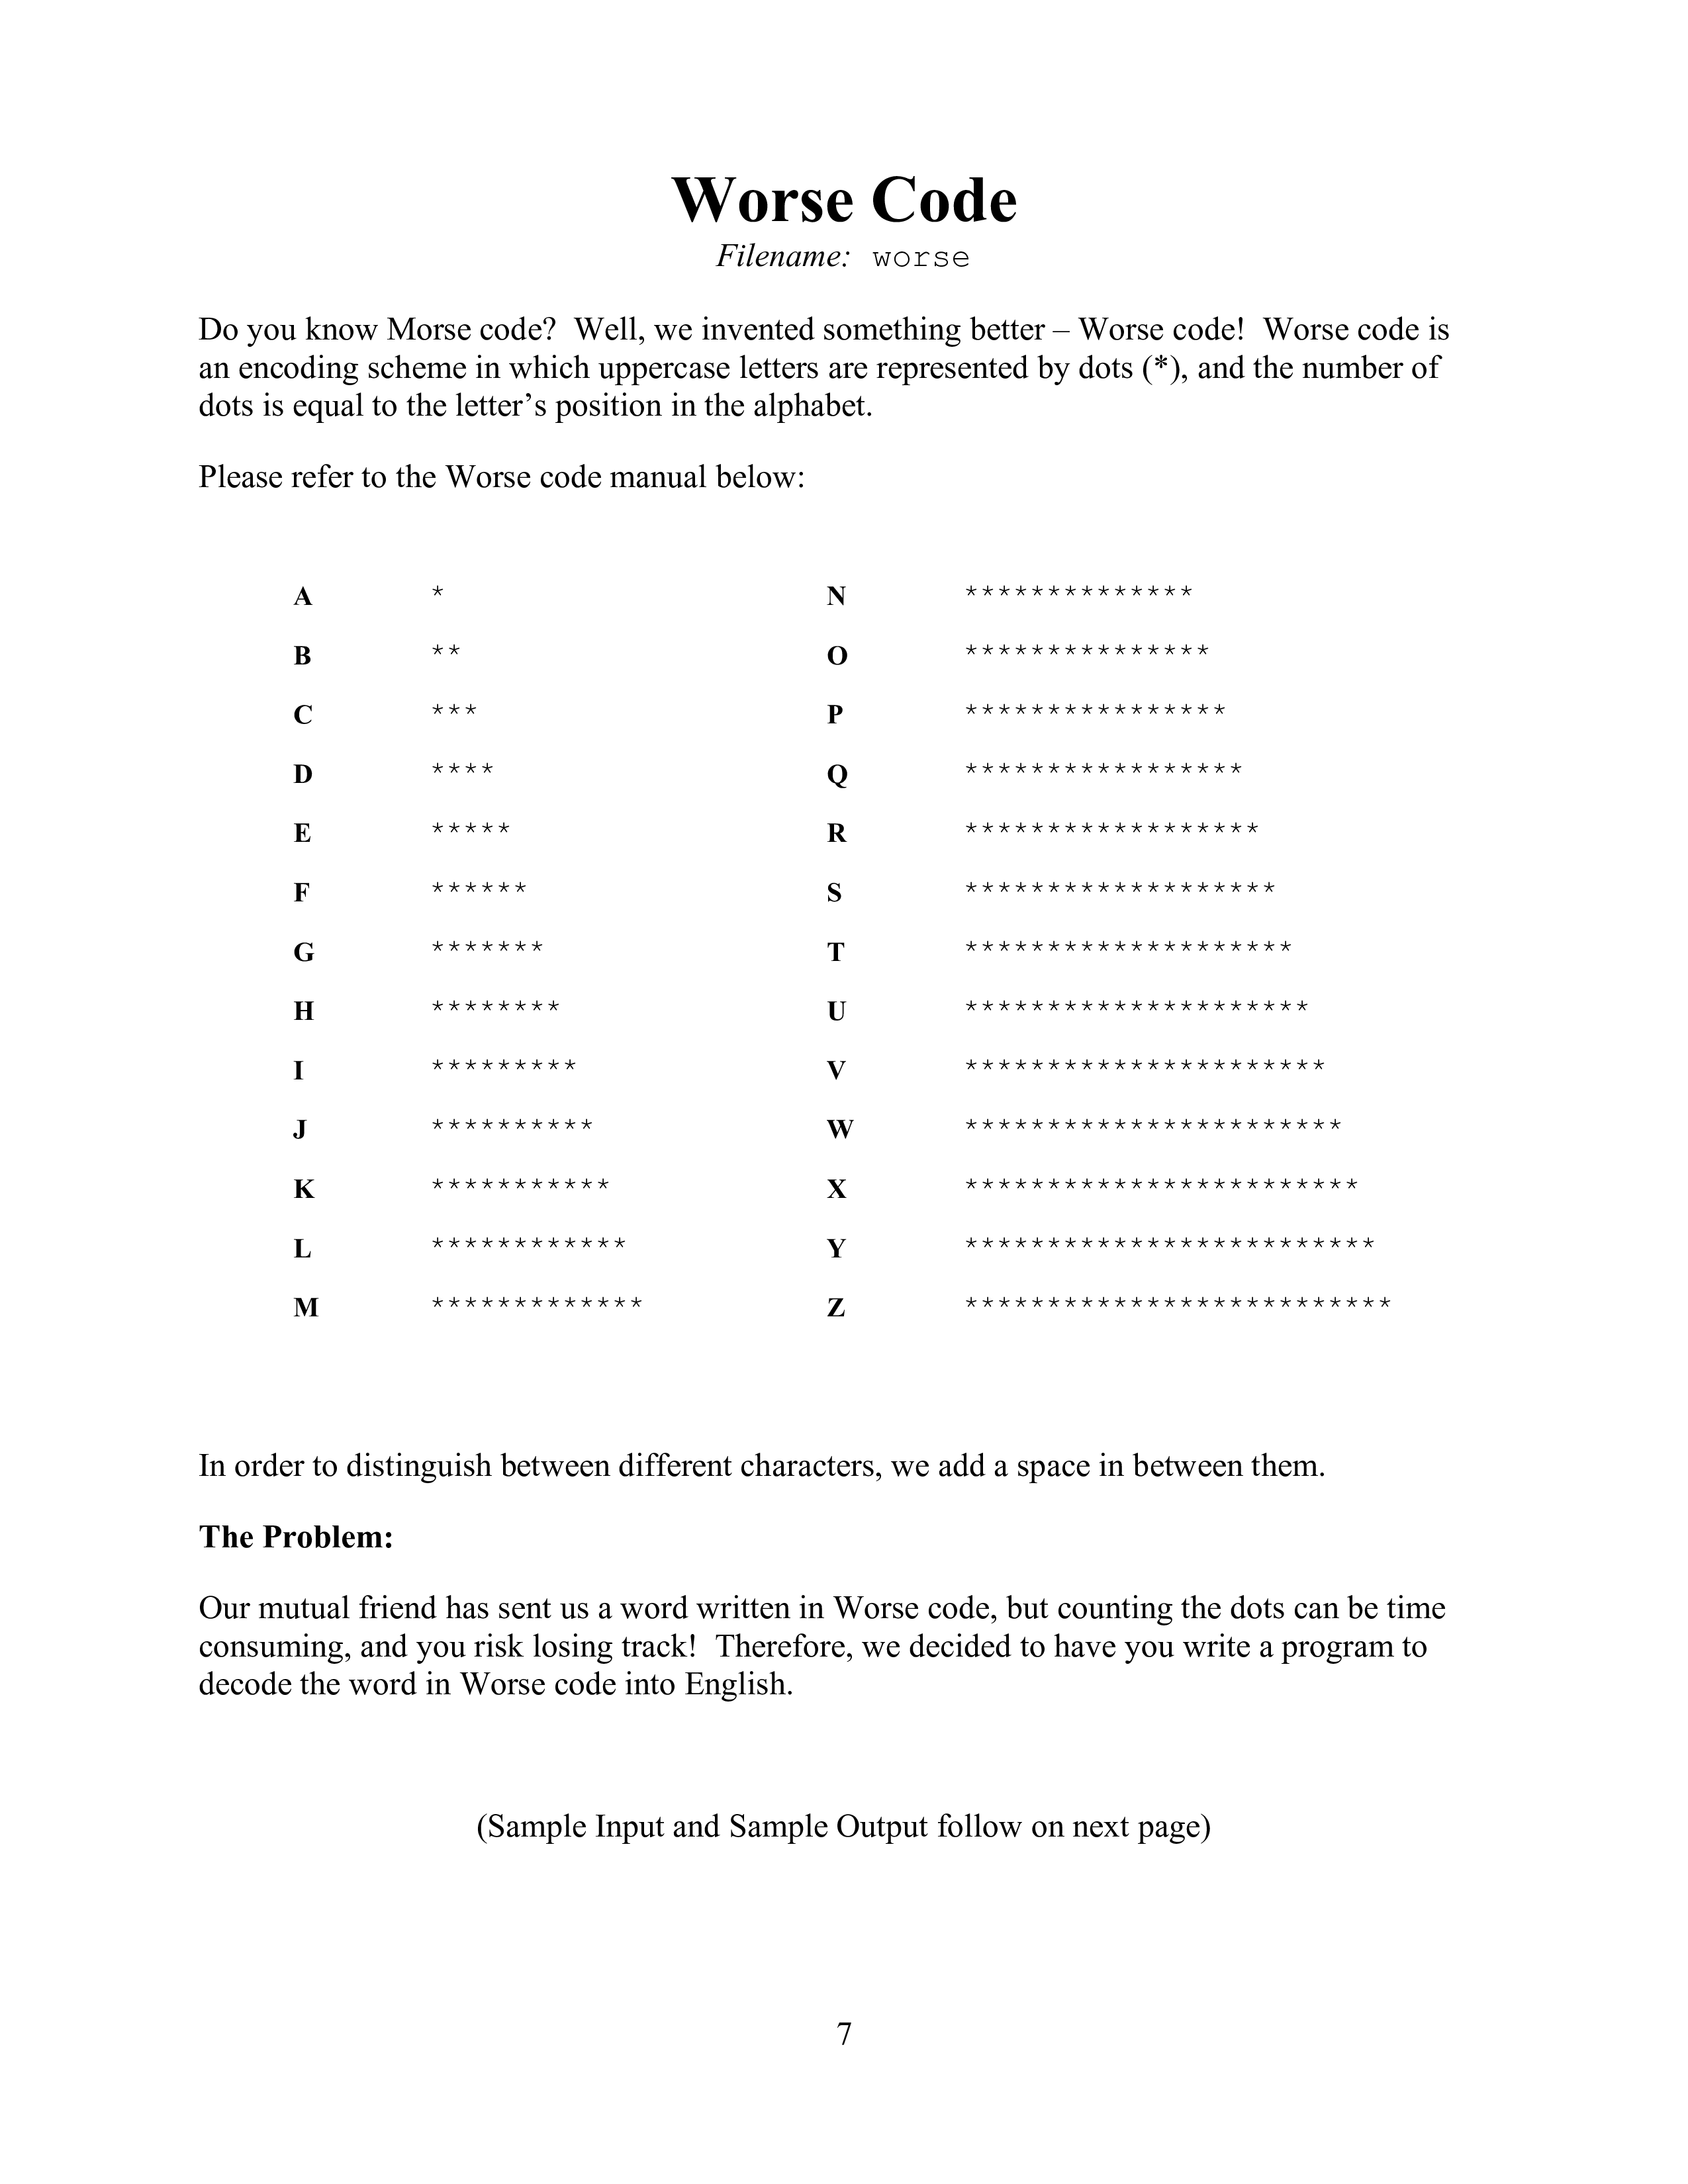 Worse Code
Filename: worse
Do you know Morse code? Well, we invented something better – Worse code! Worse code is
an encoding scheme in which uppercase letters are represented by dots (*), and the number of
dots is equal to the letter’s position in the alphabet.
Please refer to the Worse code manual below:
A * N **************
B ** O ***************
C *** P ****************
D **** Q *****************
E ***** R ******************
F ****** S *******************
G ******* T ********************
H ******** U *********************
I ********* V **********************
J ********** W ***********************
K *********** X ************************
L ************ Y *************************
M ************* Z **************************
In order to distinguish between different characters, we add a space in between them.
The Problem:
Our mutual friend has sent us a word written in Worse code, but counting the dots can be time
consuming, and you risk losing track! Therefore, we decided to have you write a program to
decode the word in Worse code into English.
(Sample Input and Sample Output follow on next page)
7